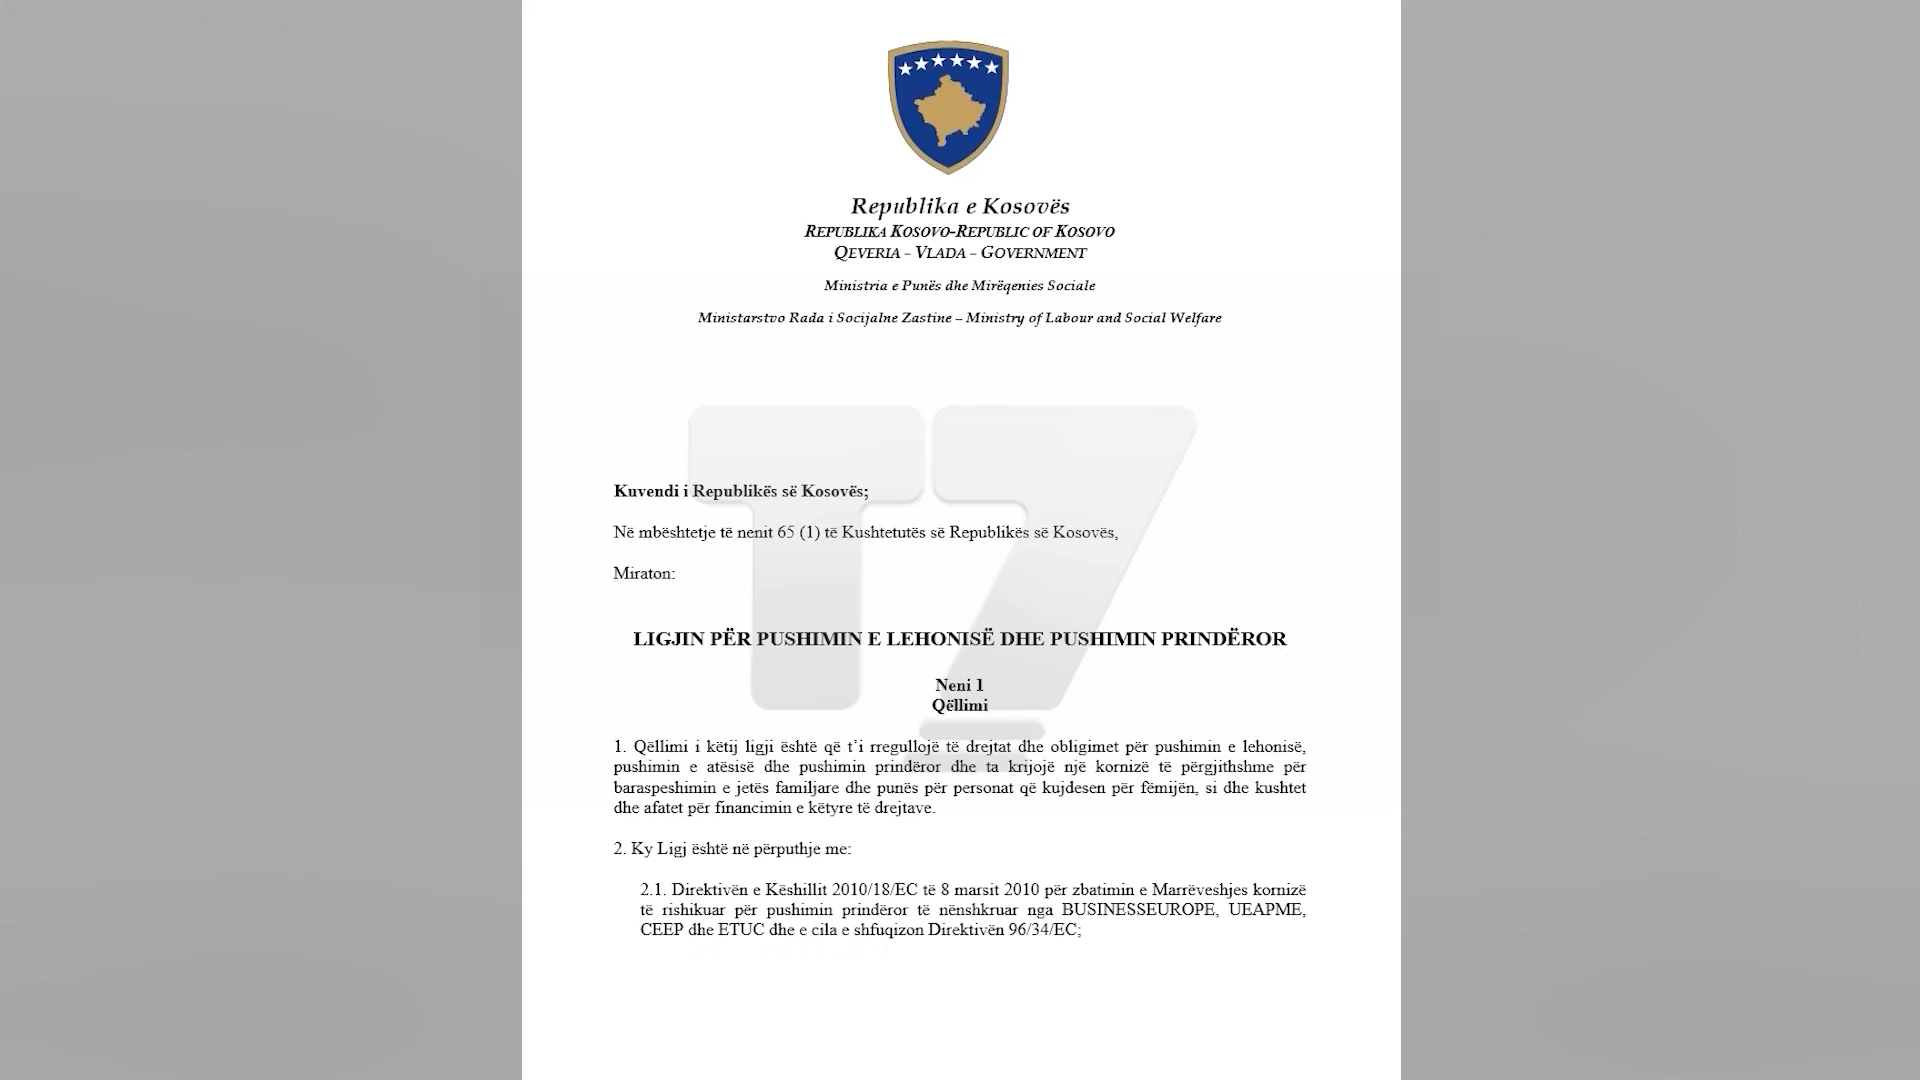 Republika e Kosovës
REPUBLIKA KOSOVO-REPUBLIC OF KOSOVO
QEVERIA – VLADA – GOVERNMENT
Ministria e Punës dhe Mirëqenies Sociale
Ministarstvo Rada i Socijalne Zastine – Ministry of Labour and Social Welfare
T7
Kuvendi i Republikës së Kosovës;
Në mbështetje të nenit 65 (1) të Kushtetutës së Republikës së Kosovës,
Miraton:
LIGJIN PËR PUSHIMIN E LEHONISË DHE PUSHIMIN PRINDËROR
Neni 1
Qëllimi
1. Qëllimi i këtij ligji është që t’i rregullojë të drejtat dhe obligimet për pushimin e lehonisë,
pushimin e atësisë dhe pushimin prindëror dhe ta krijojë një kornizë të përgjithshme për
baraspeshimin e jetës familjare dhe punës për personat që kujdesen për fëmijën, si dhe kushtet
dhe afatet për financimin e këtyre të drejtave.
2. Ky Ligj është në përputhje me:
2.1. Direktivën e Këshillit 2010/18/EC të 8 marsit 2010 për zbatimin e Marrëveshjes kornizë
të rishikuar për pushimin prindëror të nënshkruar nga BUSINESSEUROPE, UEAPME,
CEEP dhe ETUC dhe e cila e shfuqizon Direktivën 96/34/EC;